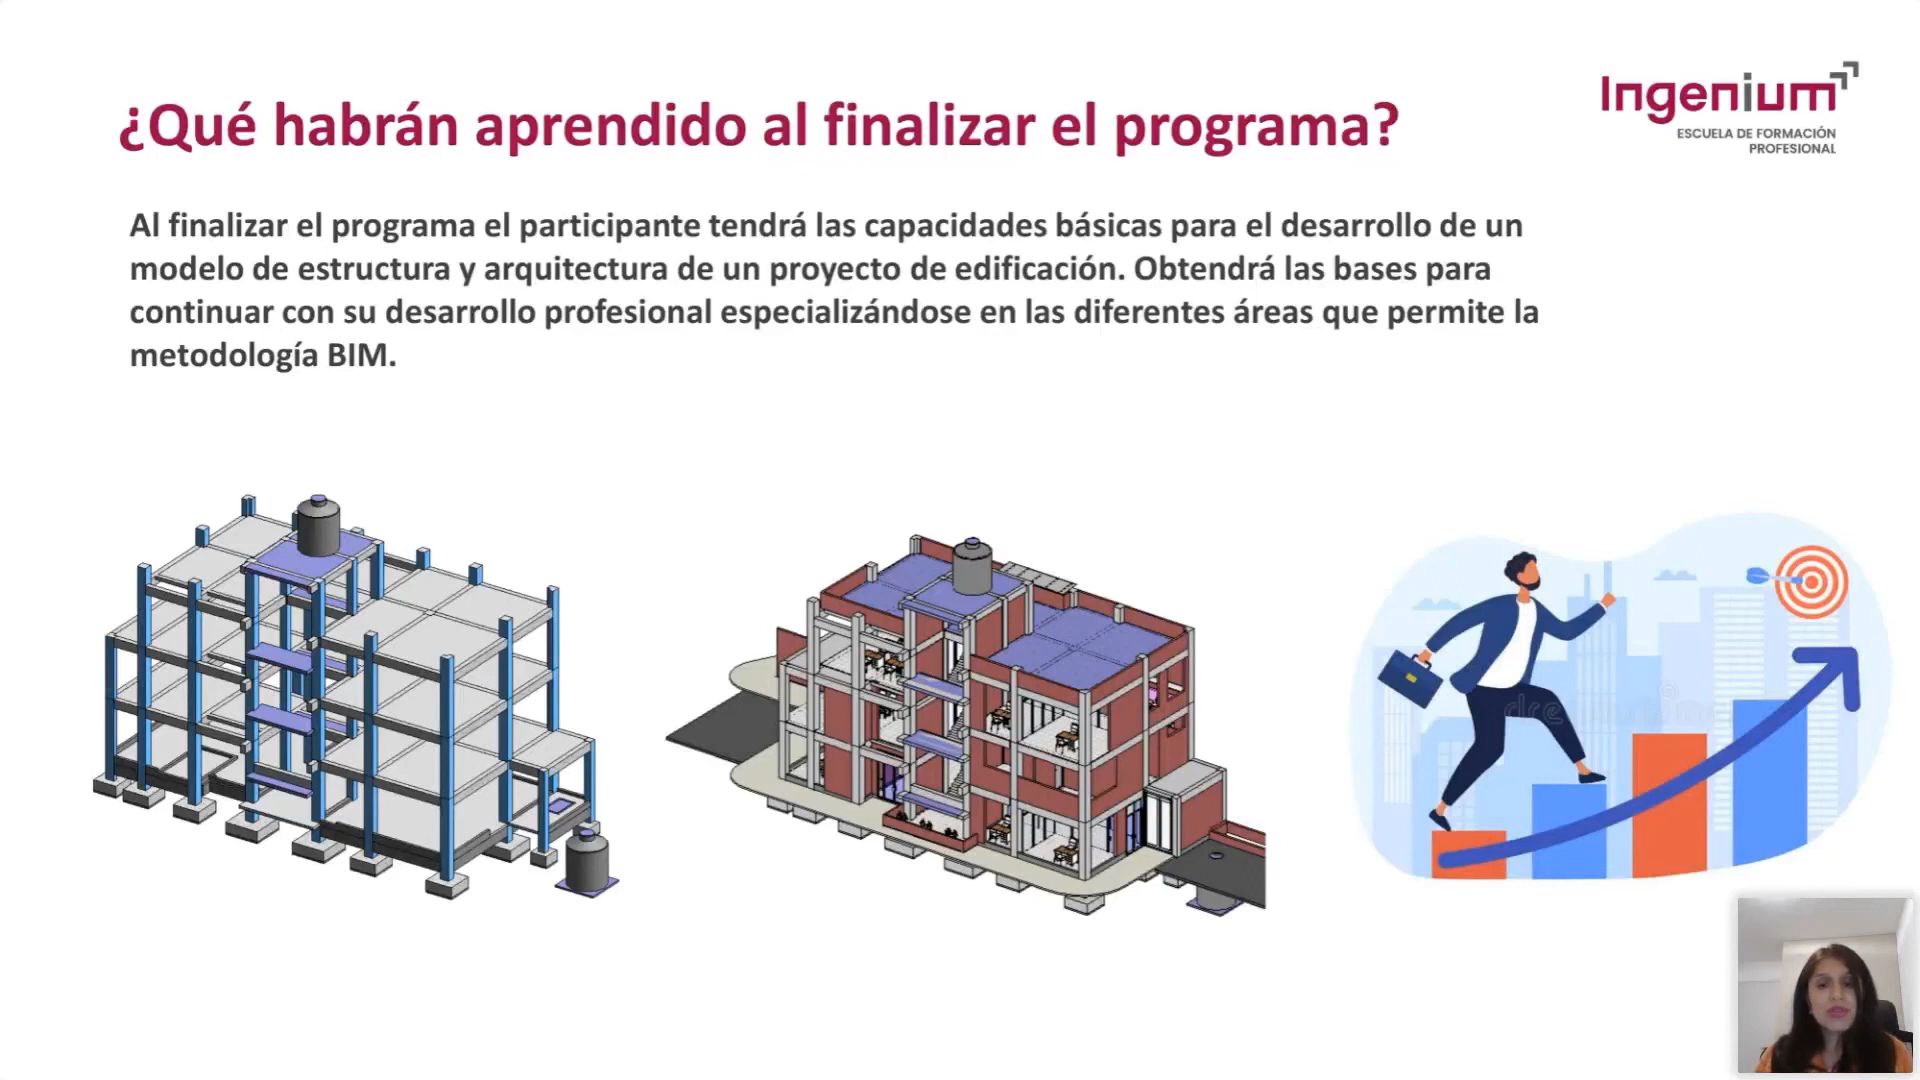 ¿Qué habrán aprendido al finalizar el programa?
Ingenium
ESCUELA DE FORMACIÓN
PROFESIONAL
Al finalizar el programa el participante tendrá las capacidades básicas para el desarrollo de un
modelo de estructura y arquitectura de un proyecto de edificación. Obtendrá las bases para
continuar con su desarrollo profesional especializándose en las diferentes áreas que permite la
metodología BIM.